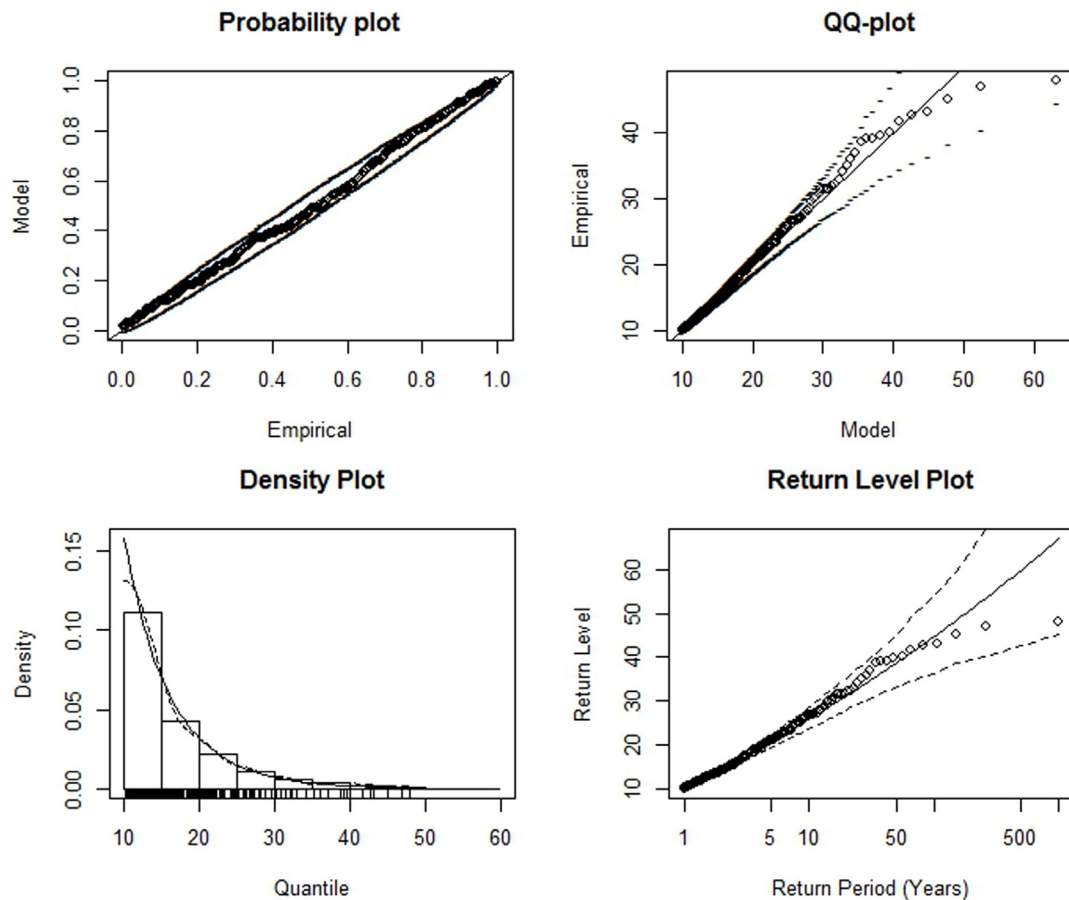 Probability plot
Model
0.0 0.2 0.4 0.6 0.8 1.0
0.0 0.2 0.4 0.6 0.8 1.0
Empirical
QQ-plot
Empirical
10 20 30 40
10 20 30 40 50 60
Model
Density Plot
Density
0.00 0.05 0.10 0.15
10 20 30 40 50 60
Quantile
Return Level Plot
Return Level
10 20 30 40 50 60
1 5 10 50 500
Return Period (Years)